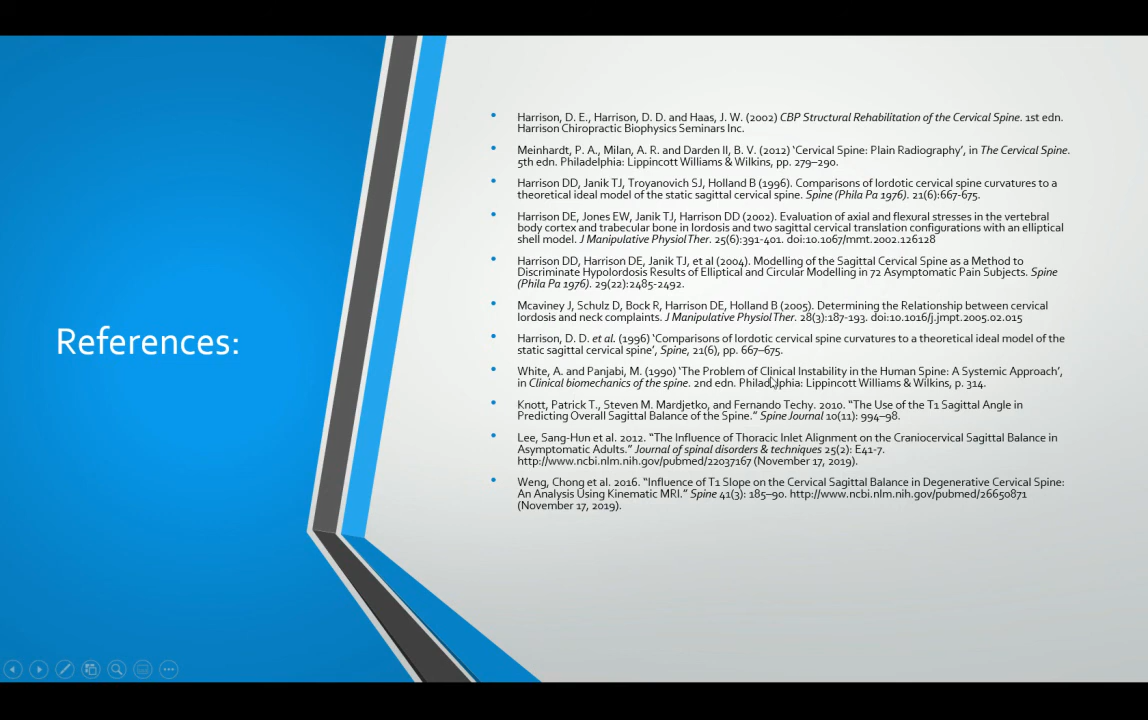 References:
Harrison, D. E., Harrison, D. D. and Haas, J. W. (2002) CBP Structural Rehabilitation of the Cervical Spine. 1st edn.
Harrison Chiropractic Biophysics Seminars Inc.
Meinhardt, P. A., Milan, A. R. and Darden II, B. V. (2012) ‘Cervical Spine: Plain Radiography’, in The Cervical Spine.
5th edn. Philadelphia: Lippincott Williams & Wilkins, pp. 279–290.
Harrison DD, Janik TJ, Troyanovich SJ, Holland B (1996). Comparisons of lordotic cervical spine curvatures to a
theoretical ideal model of the static sagittal cervical spine. Spine (Phila Pa 1976). 21(6):667-675.
Harrison DE, Jones EW, Janik TJ, Harrison DD (2002). Evaluation of axial and flexural stresses in the vertebral
body cortex and trabecular bone in lordosis and two sagittal cervical translation configurations with an elliptical
shell model. J Manipulative Physiol Ther. 25(6):391-401. doi:10.1067/mmt.2002.126128
Harrison DD, Harrison DE, Janik TJ, et al (2004). Modelling of the Sagittal Cervical Spine as a Method to
Discriminate Hypolordosis Results of Elliptical and Circular Modelling in 72 Asymptomatic Pain Subjects. Spine
(Phila Pa 1976). 29(22):2485-2492.
Mcaviney J, Schulz D, Bock R, Harrison DE, Holland B (2005). Determining the Relationship between cervical
lordosis and neck complaints. J Manipulative Physiol Ther. 28(3):187-193. doi:10.1016/j.jmpt.2005.02.015
Harrison, D. D. et al. (1996) ‘Comparisons of lordotic cervical spine curvatures to a theoretical ideal model of the
static sagittal cervical spine’, Spine, 21(6), pp. 667–675.
White, A. and Panjabi, M. (1990) ‘The Problem of Clinical Instability in the Human Spine: A Systemic Approach’,
in Clinical biomechanics of the spine. 2nd edn. Philadelphia: Lippincott Williams & Wilkins, p. 314.
Knott, Patrick T., Steven M. Mardjetko, and Fernando Techy. 2010. “The Use of the T1 Sagittal Angle in
Predicting Overall Sagittal Balance of the Spine.” Spine Journal 10(11): 994–98.
Lee, Sang-Hun et al. 2012. “The Influence of Thoracic Inlet Alignment on the Craniocervical Sagittal Balance in
Asymptomatic Adults.” Journal of spinal disorders & techniques 25(2): E41-7.
http://www.ncbi.nlm.nih.gov/pubmed/22037167 (November 17, 2019).
Weng, Chong et al. 2016. “Influence of T1 Slope on the Cervical Sagittal Balance in Degenerative Cervical Spine:
An Analysis Using Kinematic MRI.” Spine 41(3): 185–90. http://www.ncbi.nlm.nih.gov/pubmed/26650871
(November 17, 2019).